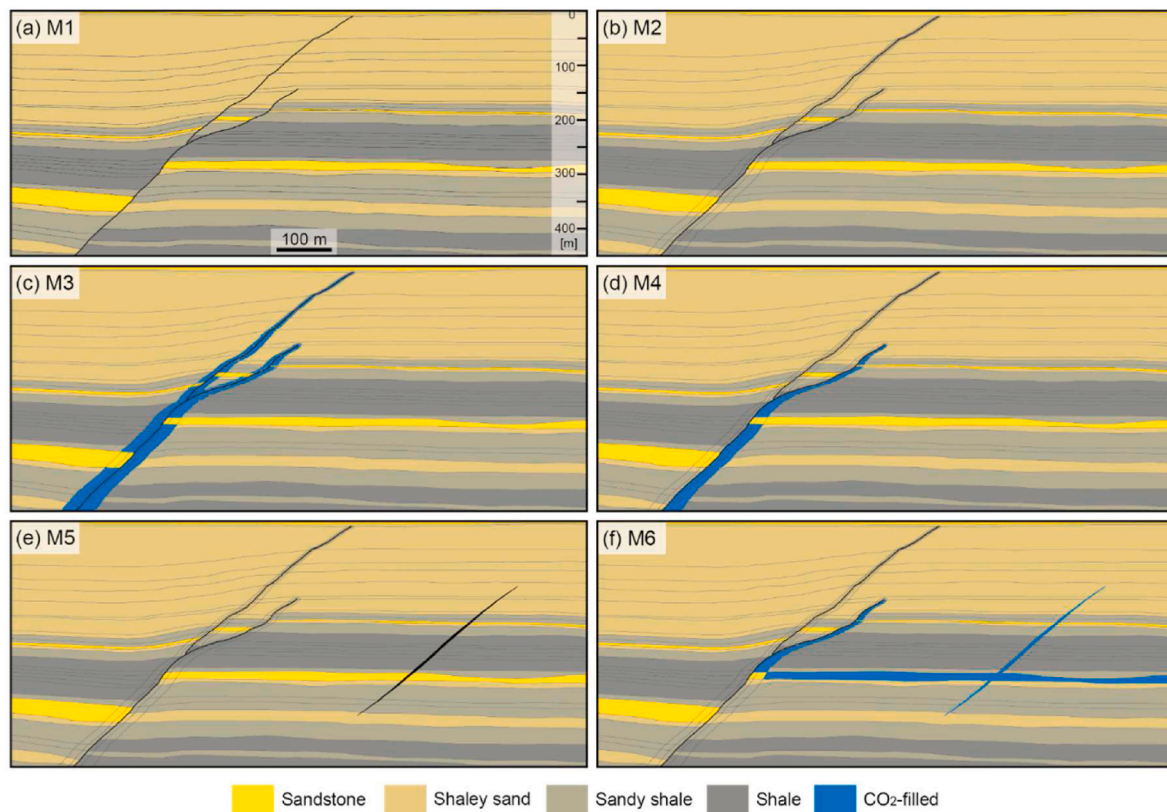 (a) M1
0
100
200
300
400
[m]
100 m
(b) M2
(c) M3
(d) M4
(e) M5
(f) M6
Sandstone
Shaley sand
Sandy shale
Shale
CO₂-filled